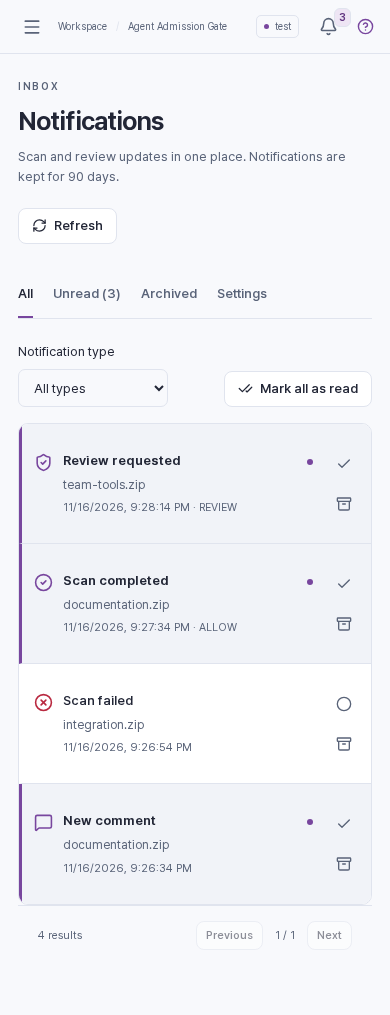 Workspace / Agent Admission Gate
test
3
INBOX
Notifications
Scan and review updates in one place. Notifications are
kept for 90 days.
Refresh
All Unread (3) Archived Settings
Notification type
All types
Mark all as read
Review requested
team-tools.zip
11/16/2026, 9:28:14 PM · REVIEW
Scan completed
documentation.zip
11/16/2026, 9:27:34 PM · ALLOW
Scan failed
integration.zip
11/16/2026, 9:26:54 PM
New comment
documentation.zip
11/16/2026, 9:26:34 PM
4 results Previous 1 / 1 Next